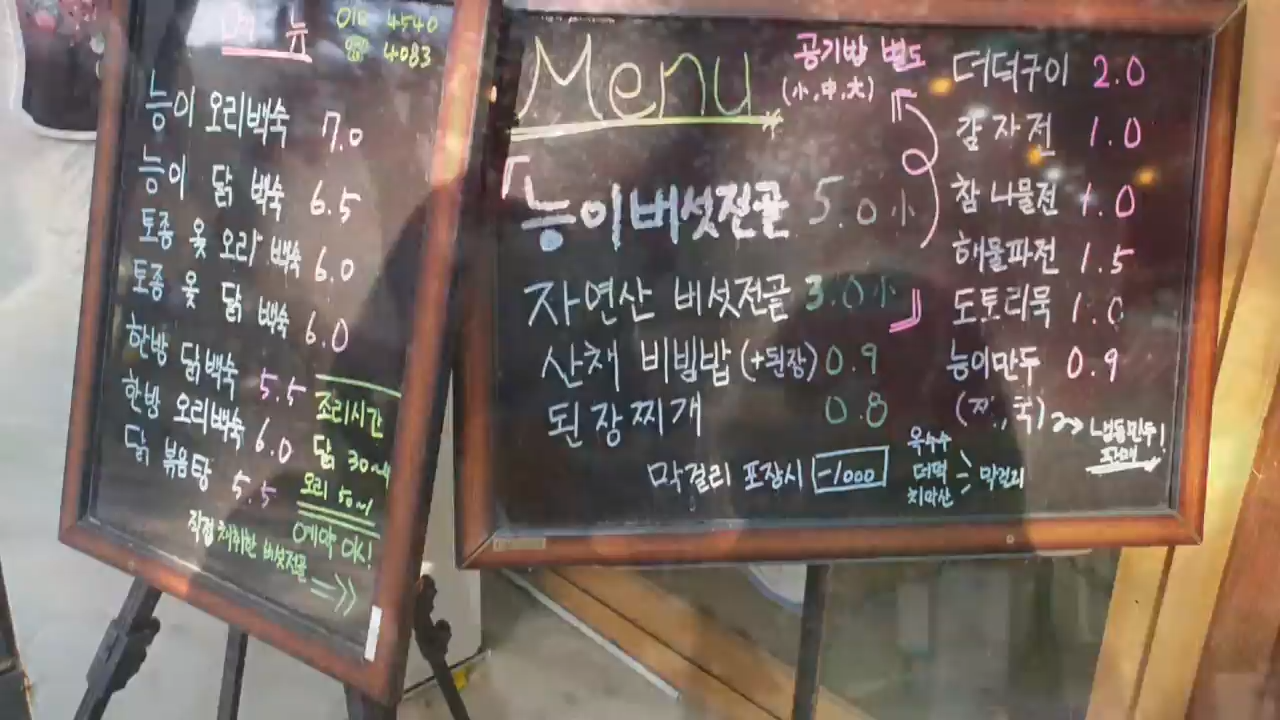 메뉴
010 4540
☎ 4083
능이 오리백숙 7.0
능이 닭 백숙 6.5
토종 옻 오리 백숙 6.0
토종 옻 닭 백숙 6.0
한방 닭백숙 5.5
한방 오리백숙 6.0
닭 볶음탕 5.5
조리시간
닭 30~
오리 50~
예약 OK!
직접 채취한 버섯전골
Menu
공기밥 별도
(小,中,大)
「능이버섯전골 5.0 小
자연산 버섯전골 3.0 小」
산채 비빔밥 (+된장) 0.9
된장찌개 0.8
막걸리 포장시 -1000
더덕구이 2.0
감자전 1.0
참나물전 1.0
해물파전 1.5
도토리묵 1.0
능이만두 0.9
(찌,국)
냉동만두!
판매
옥수수
더덕
치악산
막걸리